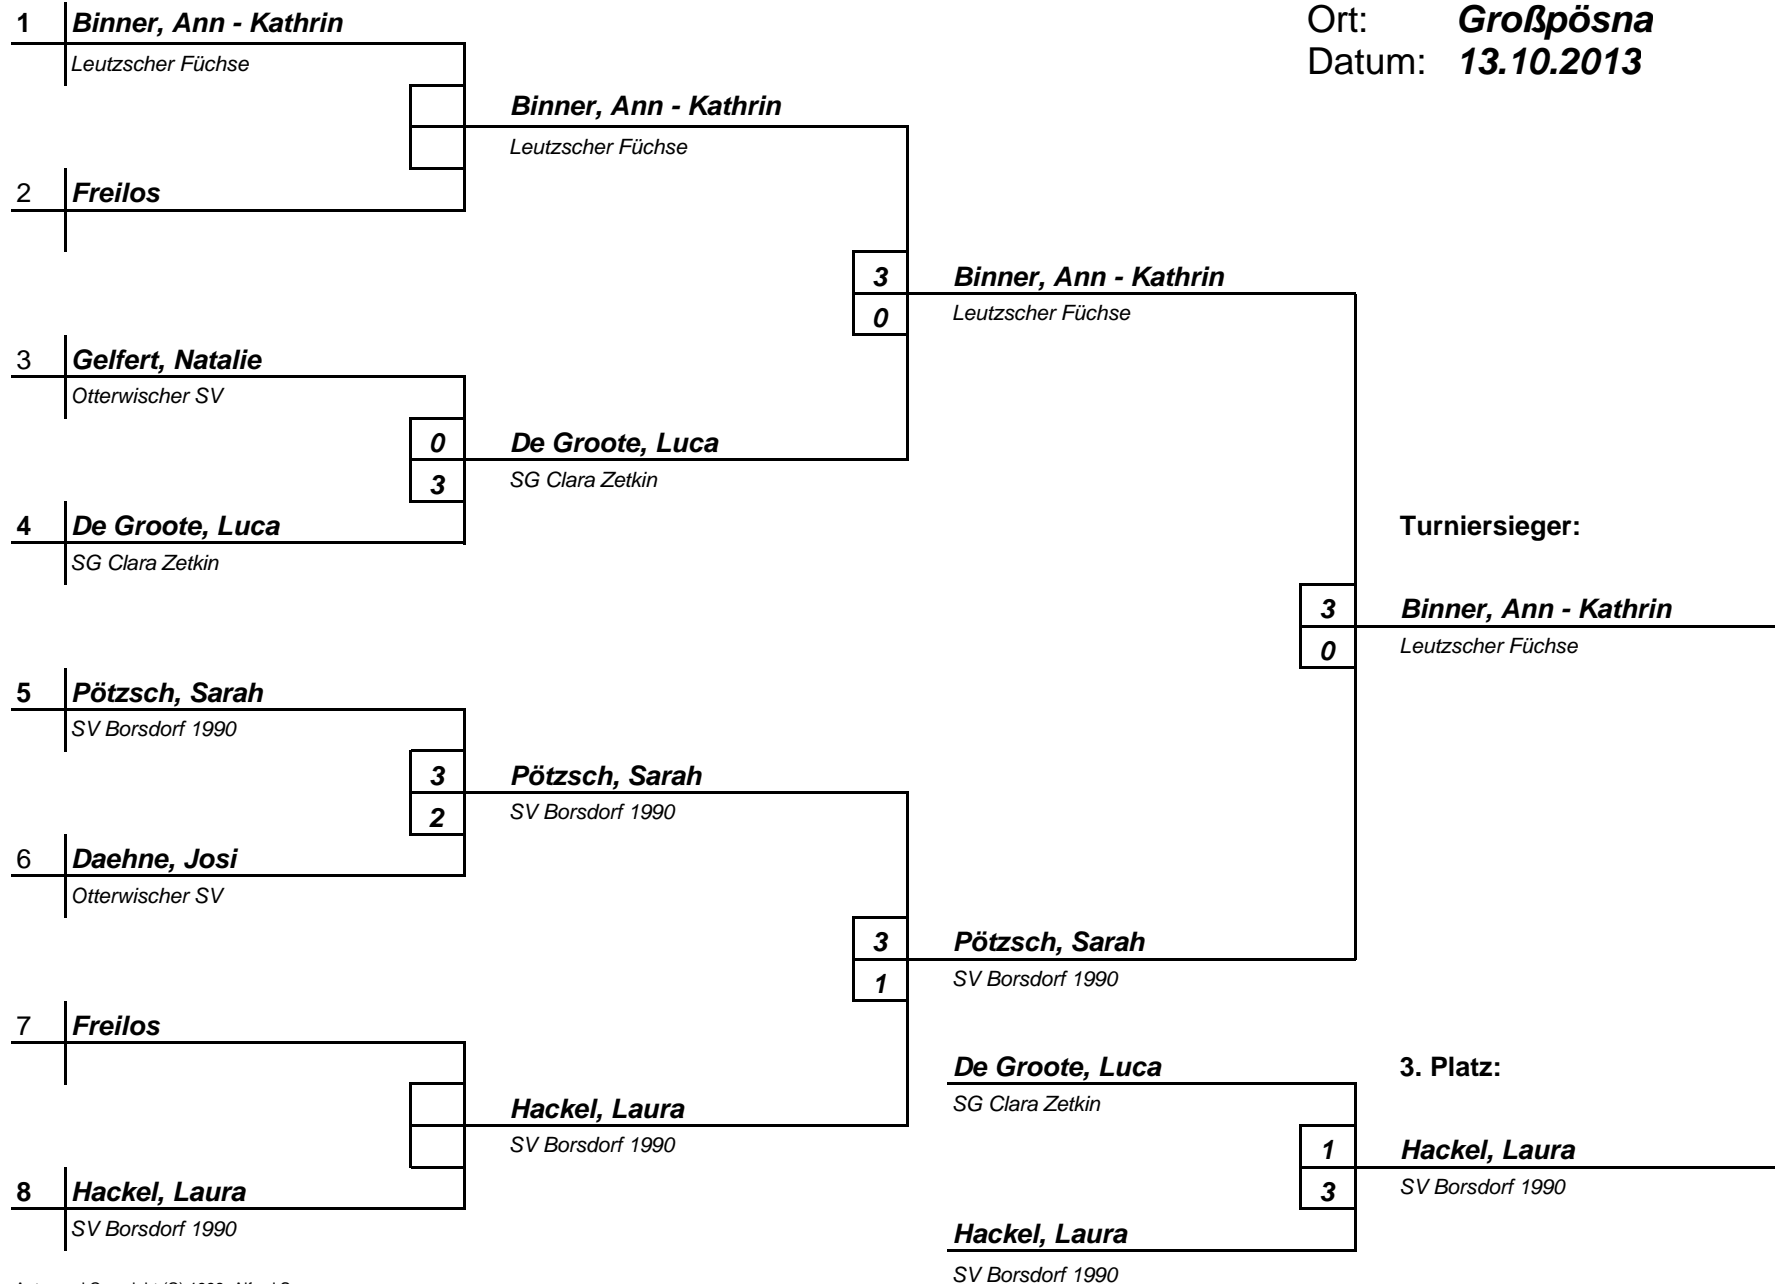 1 Binner, Ann - Kathrin
Leutzscher Füchse
Ort: Großpösna
Datum: 13.10.2013
Binner, Ann - Kathrin
Leutzscher Füchse
2 Freilos
3 Binner, Ann - Kathrin
0 Leutzscher Füchse
3 Gelfert, Natalie
Otterwischer SV
0 De Groote, Luca
3 SG Clara Zetkin
4 De Groote, Luca
SG Clara Zetkin
Turniersieger:
3 Binner, Ann - Kathrin
0 Leutzscher Füchse
5 Pötzsch, Sarah
SV Borsdorf 1990
3 Pötzsch, Sarah
2 SV Borsdorf 1990
6 Daehne, Josi
Otterwischer SV
3 Pötzsch, Sarah
1 SV Borsdorf 1990
7 Freilos
De Groote, Luca
SG Clara Zetkin
3. Platz:
Hackel, Laura
SV Borsdorf 1990
1 Hackel, Laura
3 SV Borsdorf 1990
8 Hackel, Laura
SV Borsdorf 1990
Hackel, Laura
SV Borsdorf 1990